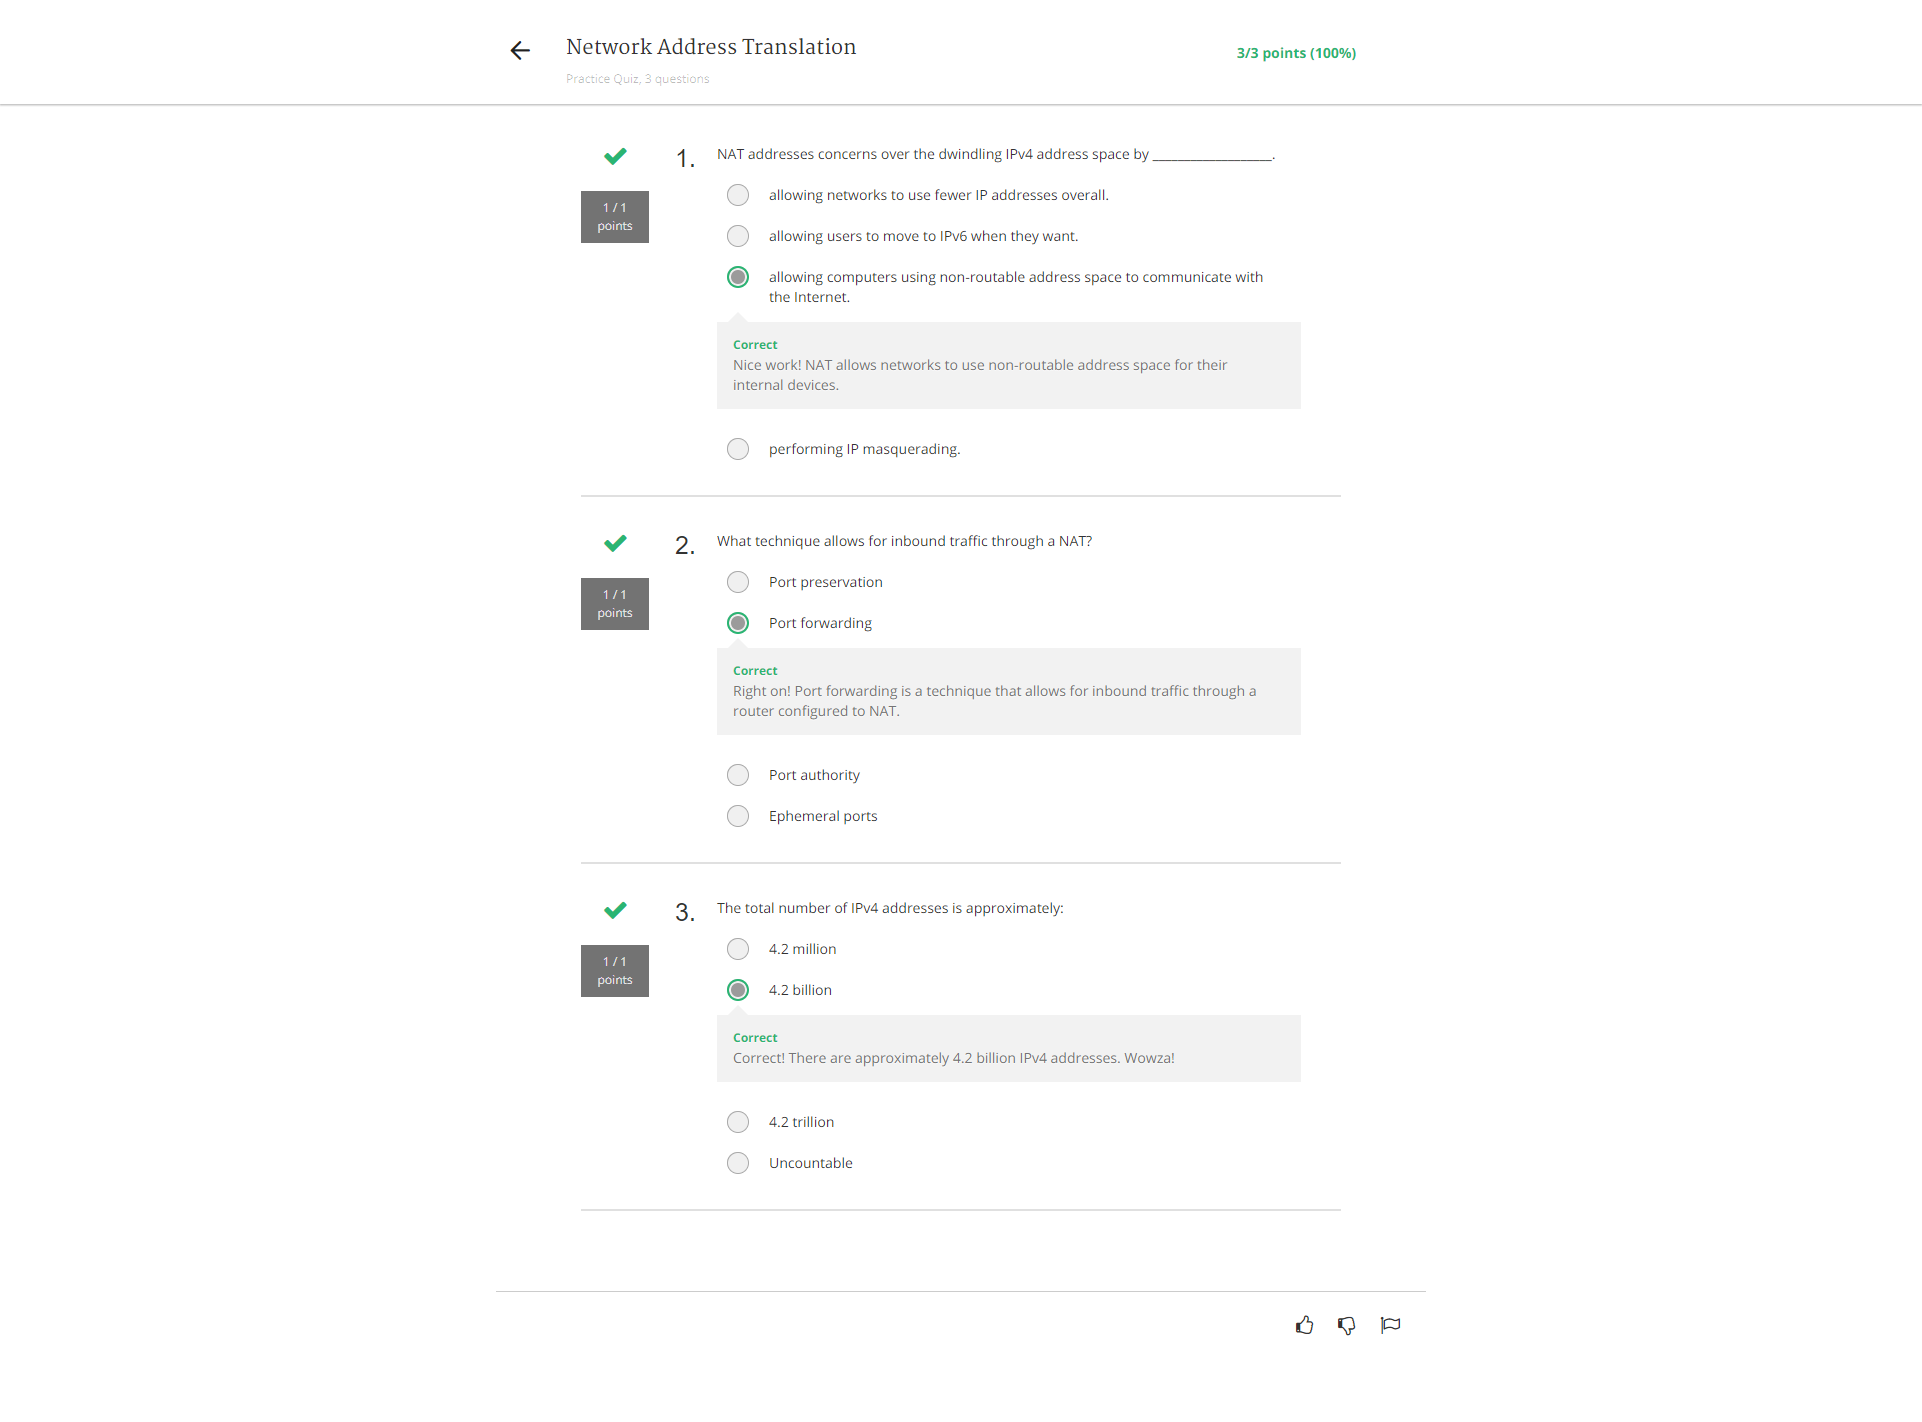 Network Address Translation
3/3 points (100%)
Practice Quiz, 3 questions
1 / 1
points
1.
NAT addresses concerns over the dwindling IPv4 address space by __________________.
allowing networks to use fewer IP addresses overall.
allowing users to move to IPv6 when they want.
allowing computers using non-routable address space to communicate with
the Internet.
Correct
Nice work! NAT allows networks to use non-routable address space for their
internal devices.
performing IP masquerading.
1 / 1
points
2.
What technique allows for inbound traffic through a NAT?
Port preservation
Port forwarding
Correct
Right on! Port forwarding is a technique that allows for inbound traffic through a
router configured to NAT.
Port authority
Ephemeral ports
1 / 1
points
3.
The total number of IPv4 addresses is approximately:
4.2 million
4.2 billion
Correct
Correct! There are approximately 4.2 billion IPv4 addresses. Wowza!
4.2 trillion
Uncountable